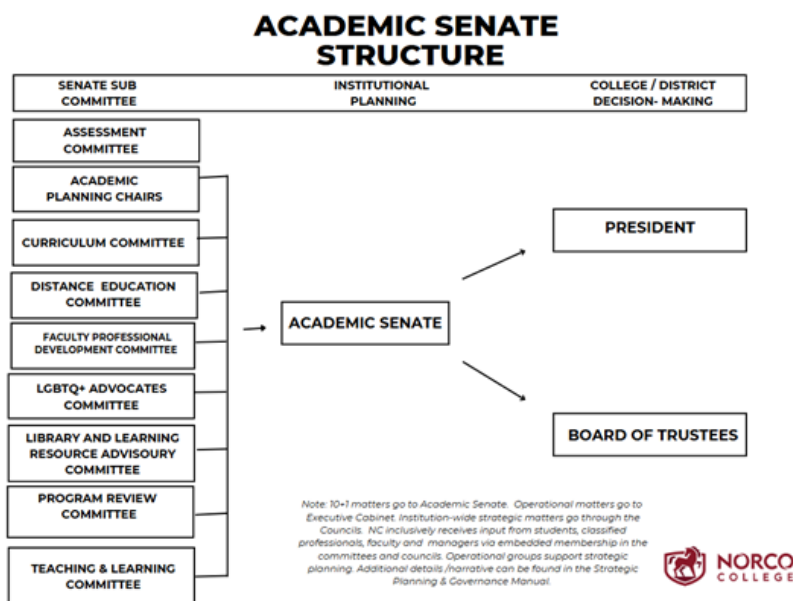 ACADEMIC SENATE
STRUCTURE
SENATE SUB
COMMITTEE
INSTITUTIONAL
PLANNING
COLLEGE / DISTRICT
DECISION- MAKING
ASSESSMENT
COMMITTEE
ACADEMIC
PLANNING CHAIRS
CURRICULUM COMMITTEE
DISTANCE EDUCATION
COMMITTEE
FACULTY PROFESSIONAL
DEVELOPMENT COMMITTEE
LGBTQ+ ADVOCATES
COMMITTEE
LIBRARY AND LEARNING
RESOURCE ADVISOURY
COMMITTEE
PROGRAM REVIEW
COMMITTEE
TEACHING & LEARNING
COMMITTEE
ACADEMIC SENATE
PRESIDENT
BOARD OF TRUSTEES
Note: 10+1 matters go to Academic Senate. Operational matters go to
Executive Cabinet. Institution-wide strategic matters go through the
Councils. NC inclusively receives input from students, classified
professionals, faculty and managers via embedded membership in the
committees and councils. Operational groups support strategic
planning. Additional details /narrative can be found in the Strategic
Planning & Governance Manual.
NORCO
COLLEGE